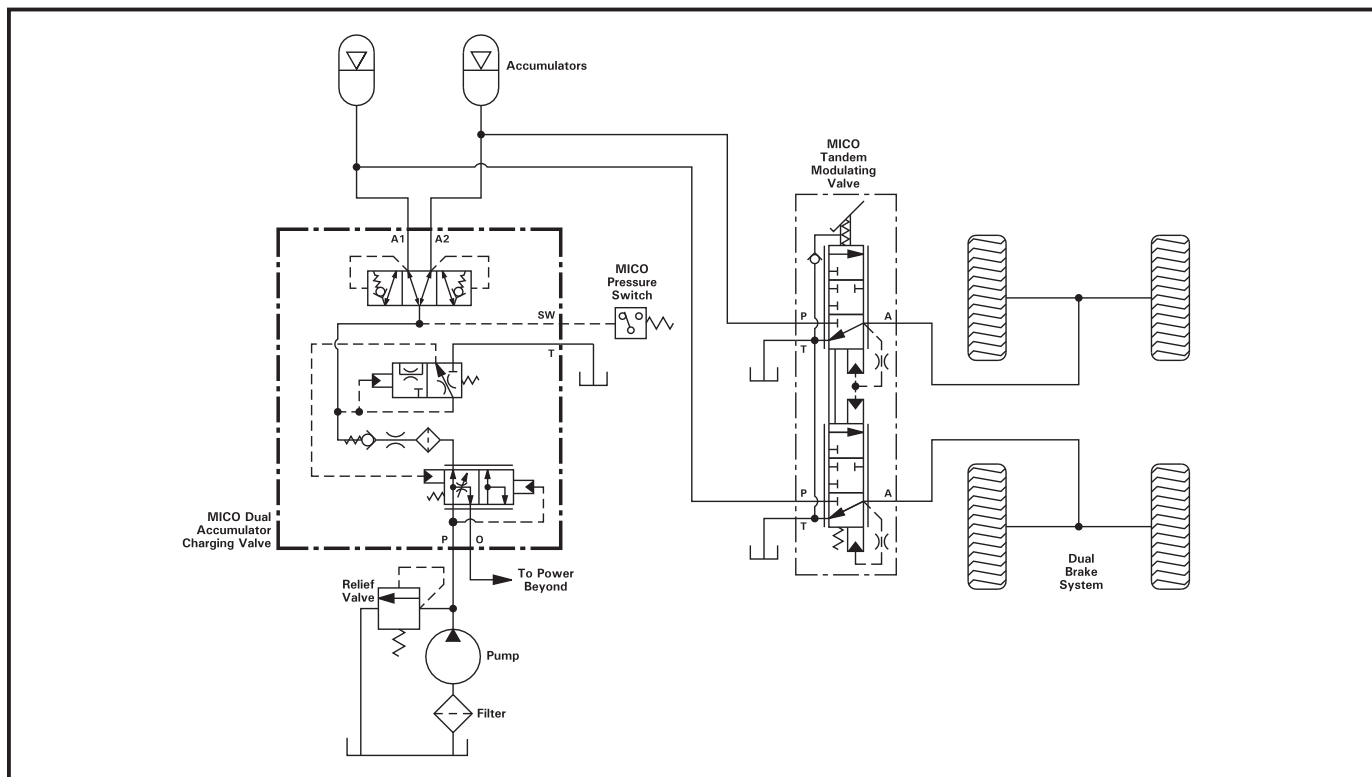 Accumulators
MICO
Tandem
Modulating
Valve
A1
A2
MICO
Pressure
Switch
SW
T
P
A
T
P
A
T
MICO Dual
Accumulator
Charging Valve
P
O
To Power
Beyond
Relief
Valve
Pump
Filter
Dual
Brake
System